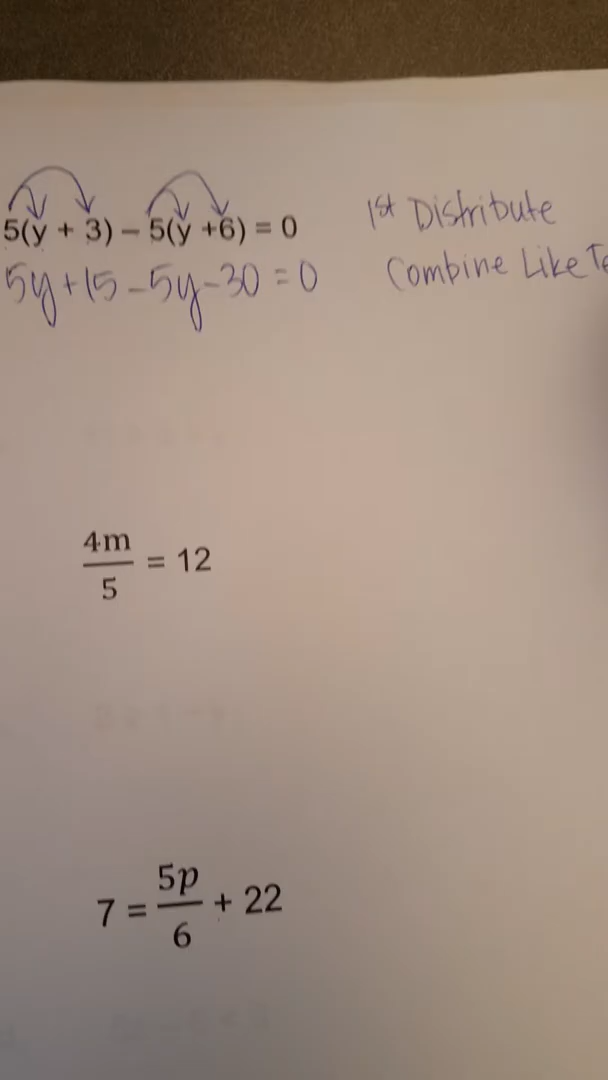 5(y + 3) – 5(y +6) = 0
1st Distribute
5y+15-5y-30=0
Combine Like
4m/5 = 12
7 = 5p/6 + 22